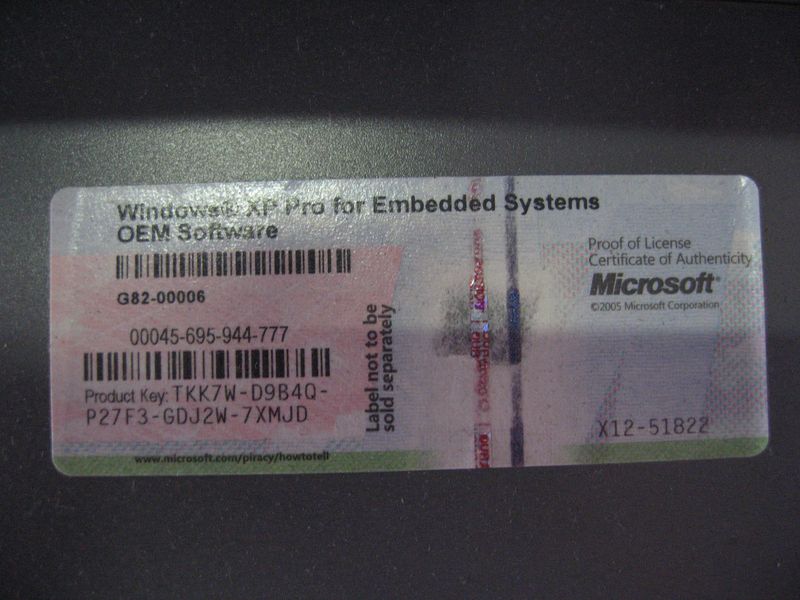 Windows® XP Pro for Embedded Systems
OEM Software
G82-00006
00045-695-944-777
Product Key: TKK7W-D9B4Q-
P27F3-GDJ2W-7XMJD
www.microsoft.com/piracy/howtotell
Label not to be
sold separately
Proof of License
Certificate of Authenticity
Microsoft®
©2005 Microsoft Corporation
X12-51822